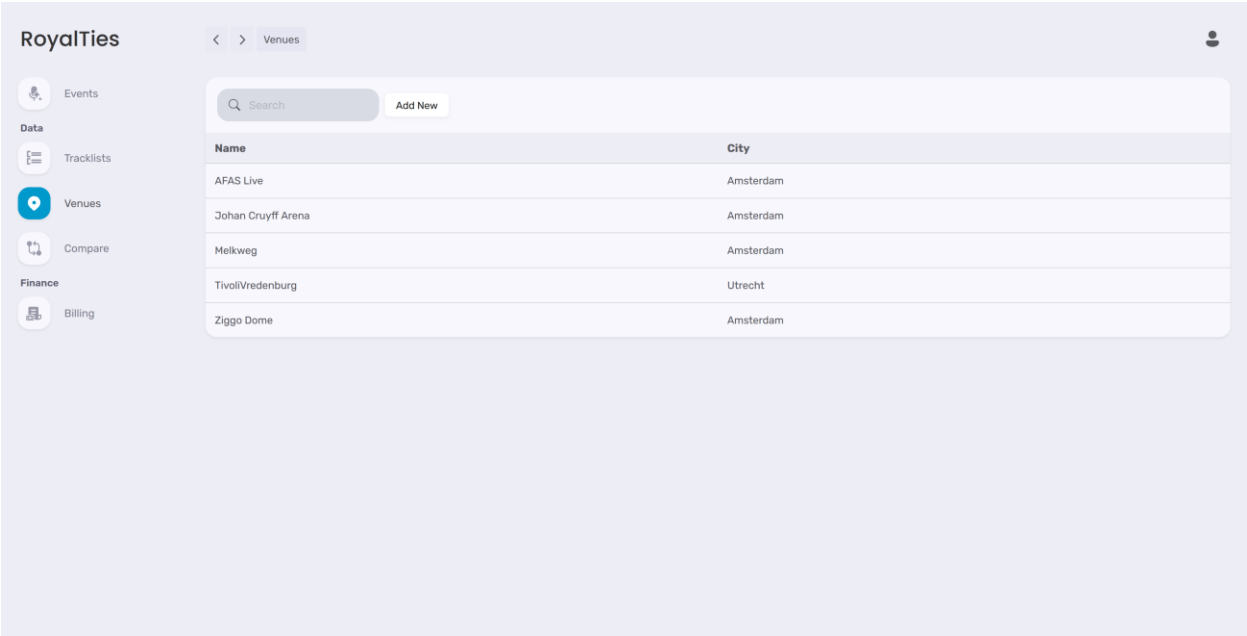 RoyalTies
Venues
Events
Data
Tracklists
Venues
Compare
Finance
Billing
Search
Add New
Name City
AFAS Live Amsterdam
Johan Cruyff Arena Amsterdam
Melkweg Amsterdam
TivoliVredenburg Utrecht
Ziggo Dome Amsterdam